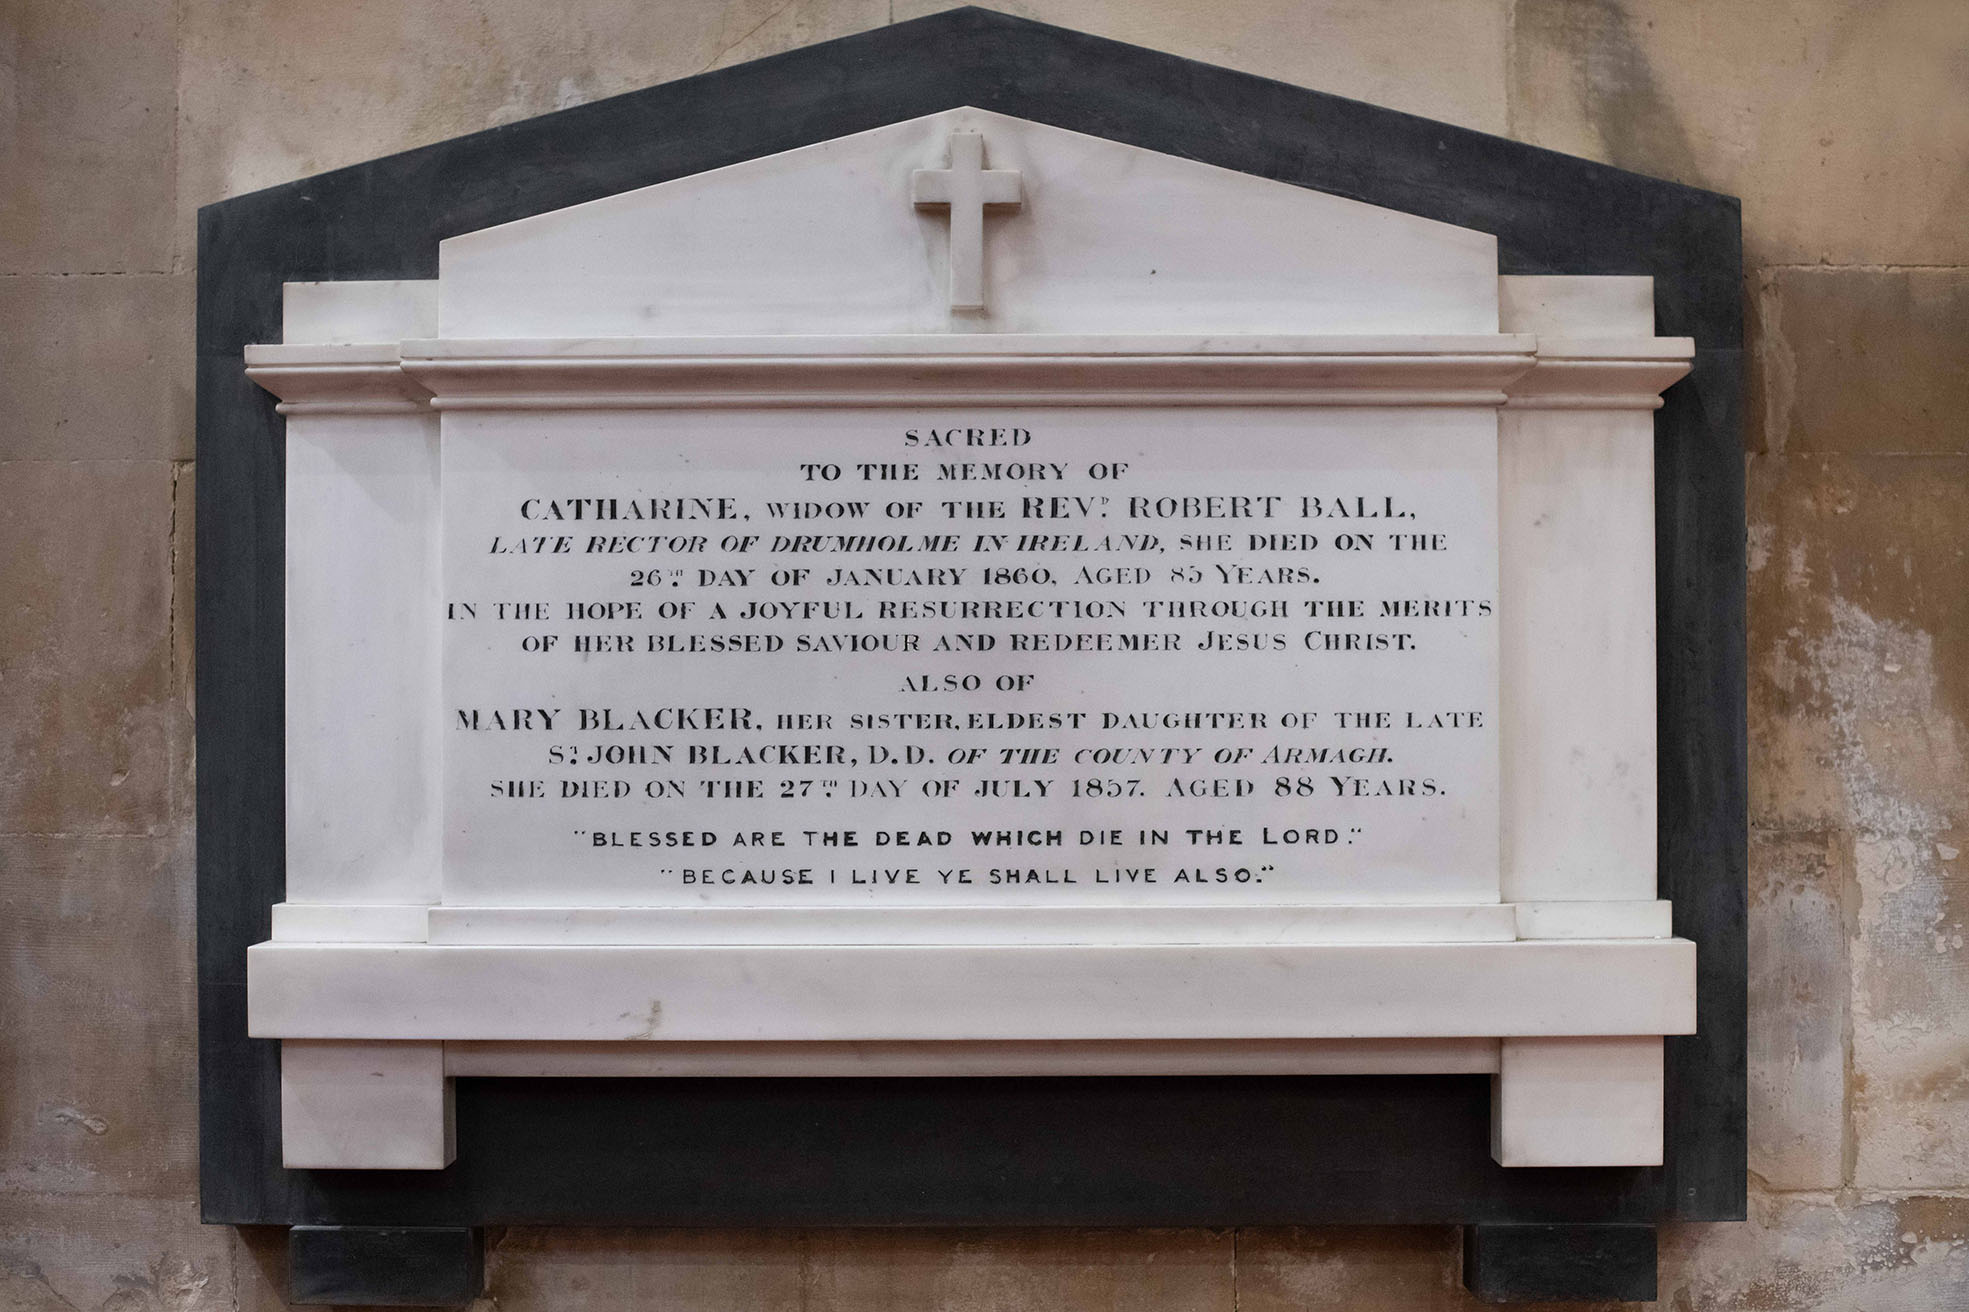 SACRED
TO THE MEMORY OF
CATHARINE, WIDOW OF THE REVD. ROBERT BALL,
LATE RECTOR OF DRUMHOLME IN IRELAND, SHE DIED ON THE
26TH DAY OF JANUARY 1860, AGED 85 YEARS.
IN THE HOPE OF A JOYFUL RESURRECTION THROUGH THE MERITS
OF HER BLESSED SAVIOUR AND REDEEMER JESUS CHRIST.
ALSO OF
MARY BLACKER, HER SISTER, ELDEST DAUGHTER OF THE LATE
ST. JOHN BLACKER, D.D. OF THE COUNTY OF ARMAGH.
SHE DIED ON THE 27TH DAY OF JULY 1857. AGED 88 YEARS.
"BLESSED ARE THE DEAD WHICH DIE IN THE LORD."
"BECAUSE I LIVE YE SHALL LIVE ALSO."